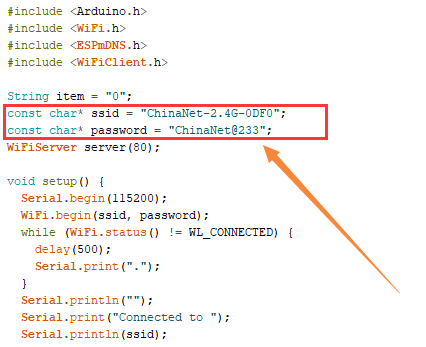 #include <Arduino.h>
#include <WiFi.h>
#include <ESPmDNS.h>
#include <WiFiClient.h>

String item = "0";
const char* ssid = "ChinaNet-2.4G-0DF0";
const char* password = "ChinaNet@233";
WiFiServer server(80);

void setup() {
  Serial.begin(115200);
  WiFi.begin(ssid, password);
  while (WiFi.status() != WL_CONNECTED) {
    delay(500);
    Serial.print(".");
  }
  Serial.println("");
  Serial.print("Connected to ");
  Serial.println(ssid);